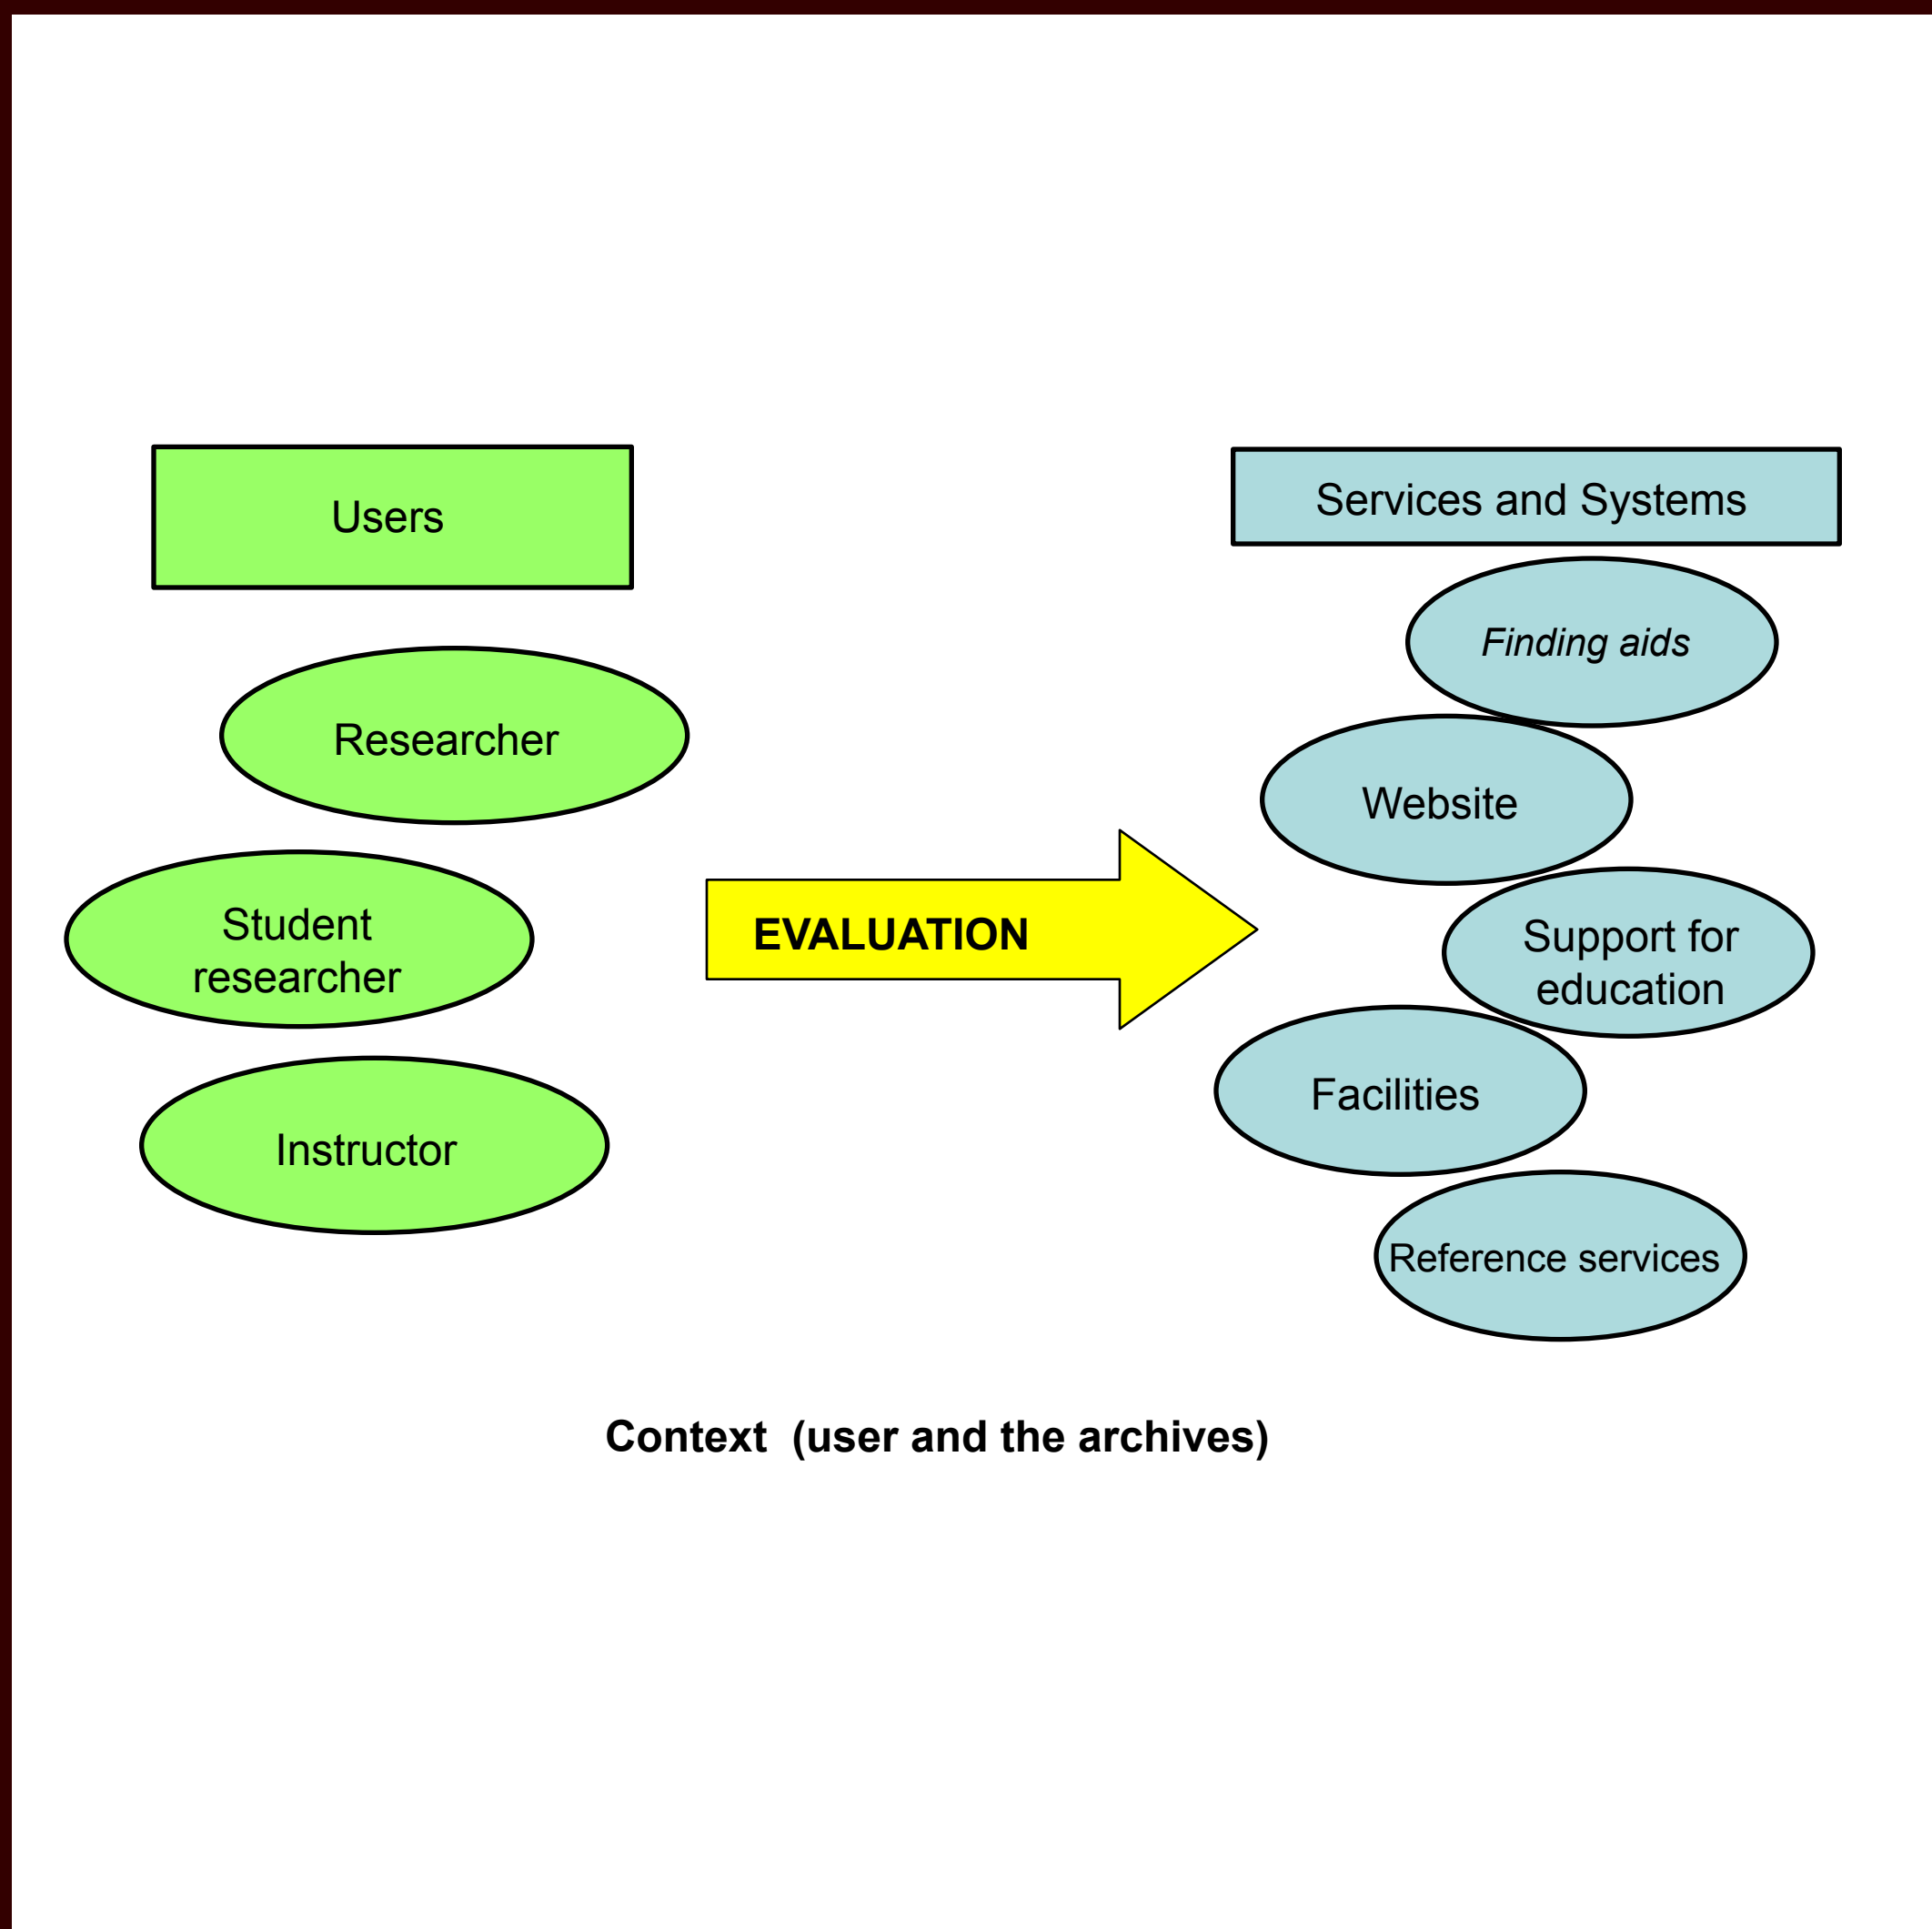 Users
Researcher
Student
researcher
Instructor
EVALUATION
Services and Systems
Finding aids
Website
Support for
education
Facilities
Reference services
Context  (user and the archives)